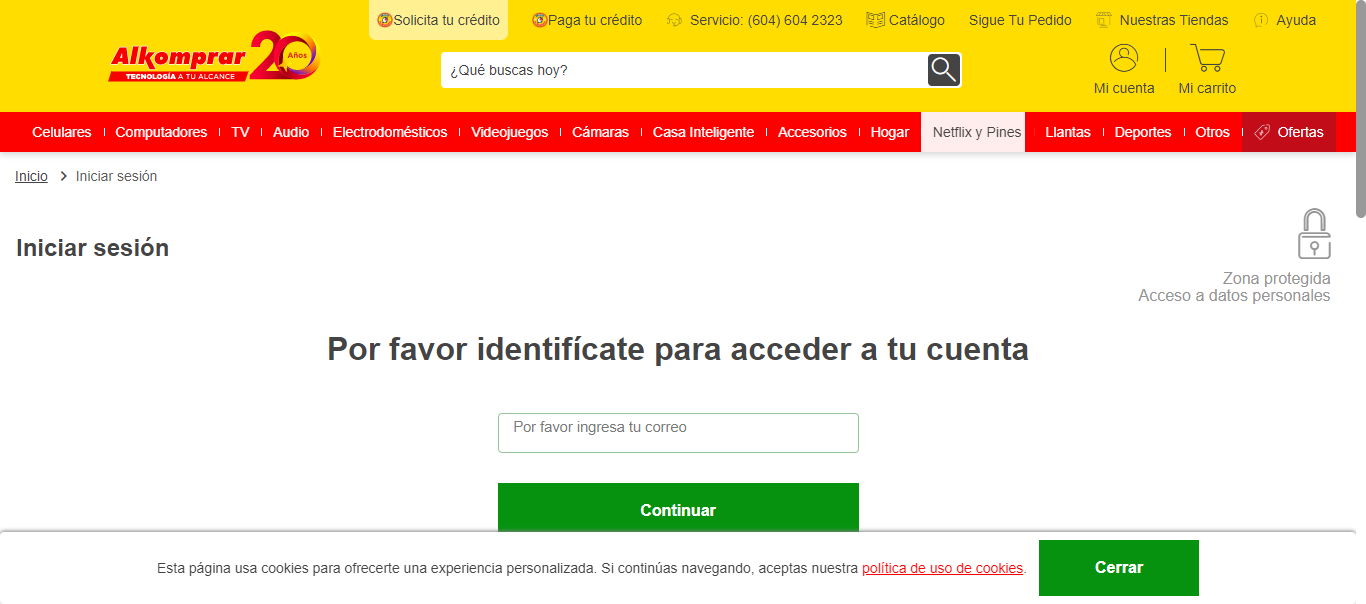 Solicita tu crédito
Paga tu crédito
Servicio: (604) 604 2323
Catálogo
Sigue Tu Pedido
Nuestras Tiendas
Ayuda
Alkomprar 20 Años
TECNOLOGÍA A TU ALCANCE
¿Qué buscas hoy?
Mi cuenta
Mi carrito
Celulares
Computadores
TV
Audio
Electrodomésticos
Videojuegos
Cámaras
Casa Inteligente
Accesorios
Hogar
Netflix y Pines
Llantas
Deportes
Otros
Ofertas
Inicio > Iniciar sesión
Iniciar sesión
Zona protegida
Acceso a datos personales
Por favor identifícate para acceder a tu cuenta
Por favor ingresa tu correo
Continuar
Esta página usa cookies para ofrecerte una experiencia personalizada. Si continúas navegando, aceptas nuestra política de uso de cookies.
Cerrar